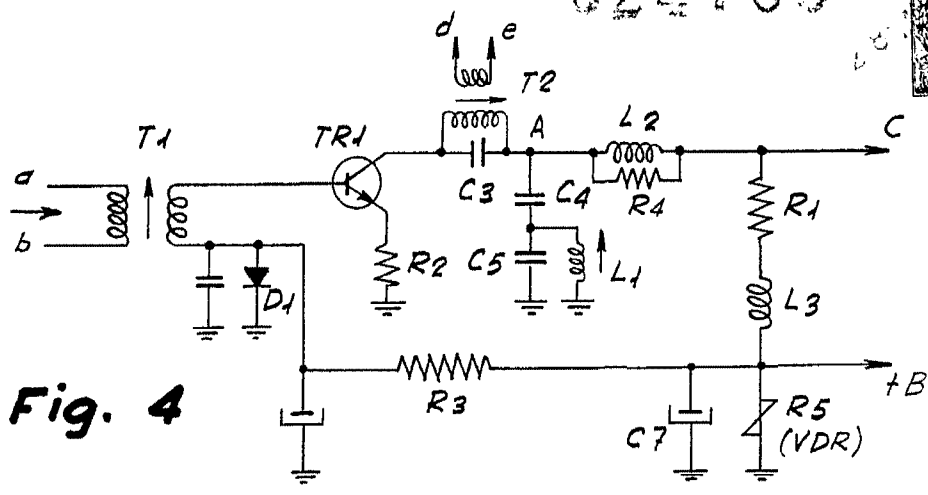 d e
T2
T1 TR1 A L2 C
a
C3 C4 R4 R1
b
R2 C5 L1
D1 L3
R3 +B
Fig. 4
C7 R5
(VDR)